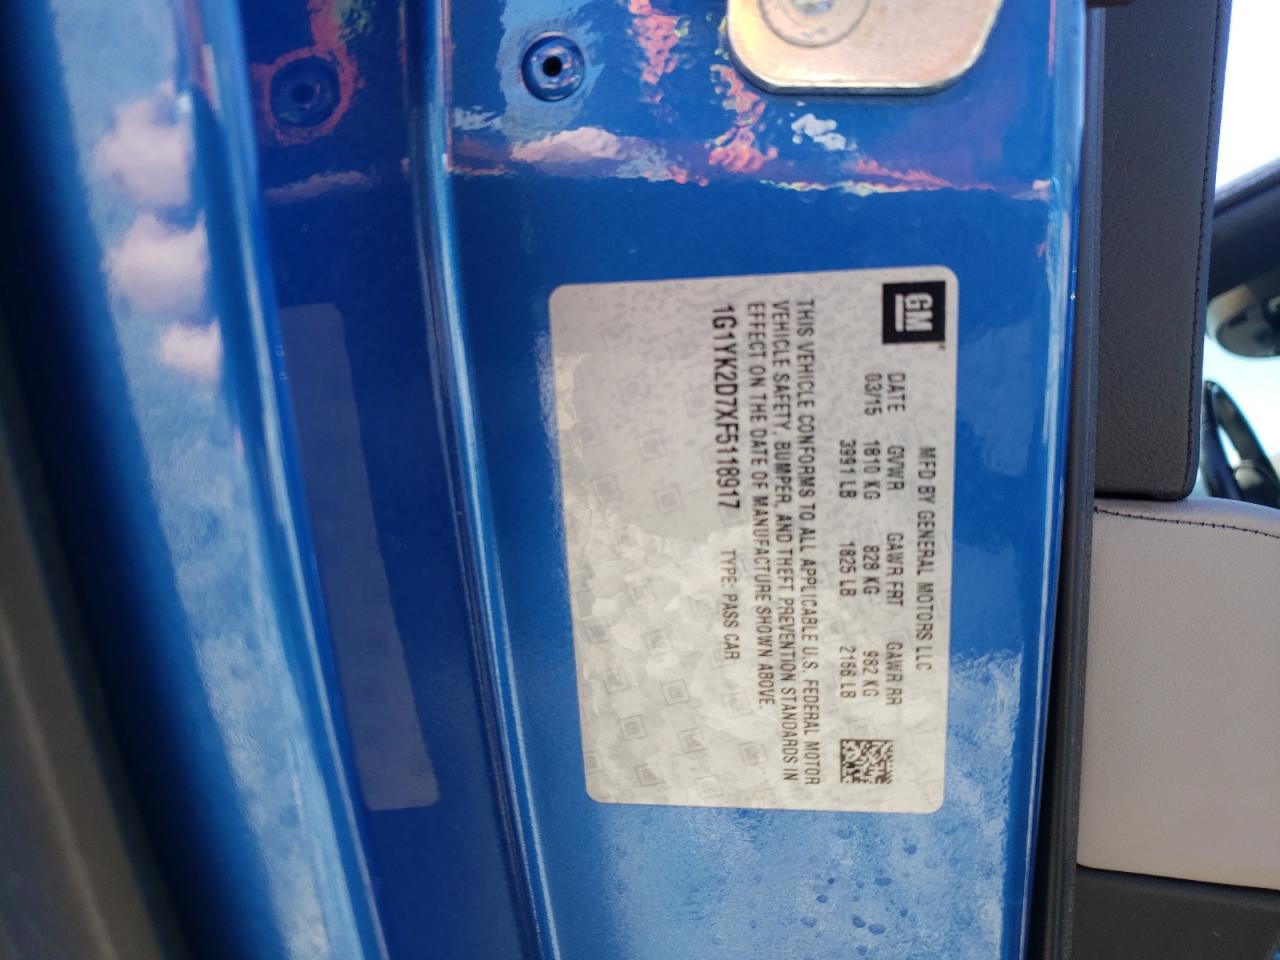 GM
MFD BY GENERAL MOTORS LLC
DATE GVWR GAWR FRT GAWR RR
03/15 1810 KG 828 KG 982 KG
3991 LB 1825 LB 2166 LB
THIS VEHICLE CONFORMS TO ALL APPLICABLE U.S. FEDERAL MOTOR
VEHICLE SAFETY, BUMPER, AND THEFT PREVENTION STANDARDS IN
EFFECT ON THE DATE OF MANUFACTURE SHOWN ABOVE.
1G1YK2D7XF5118917 TYPE: PASS CAR